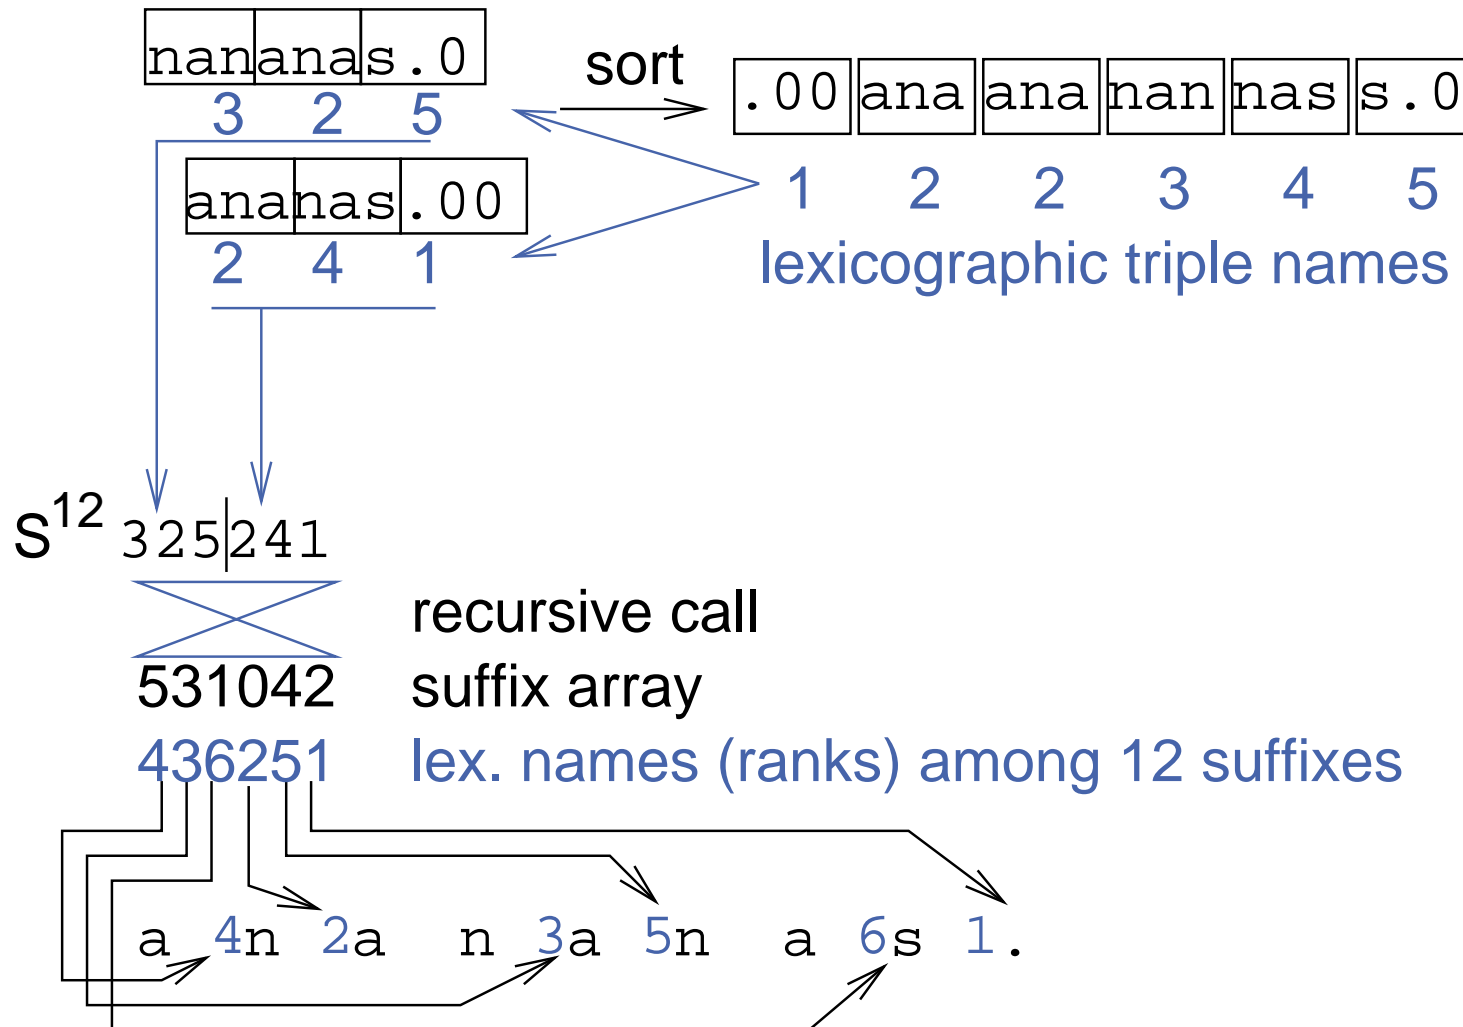 nan ana s.0
3 2 5
sort
.00 ana ana nan nas s.0
1 2 2 3 4 5
lexicographic triple names
ana nas .00
2 4 1
S12 325|241
recursive call
531042 suffix array
436251 lex. names (ranks) among 12 suffixes
a 4n 2a n 3a 5n a 6s 1.